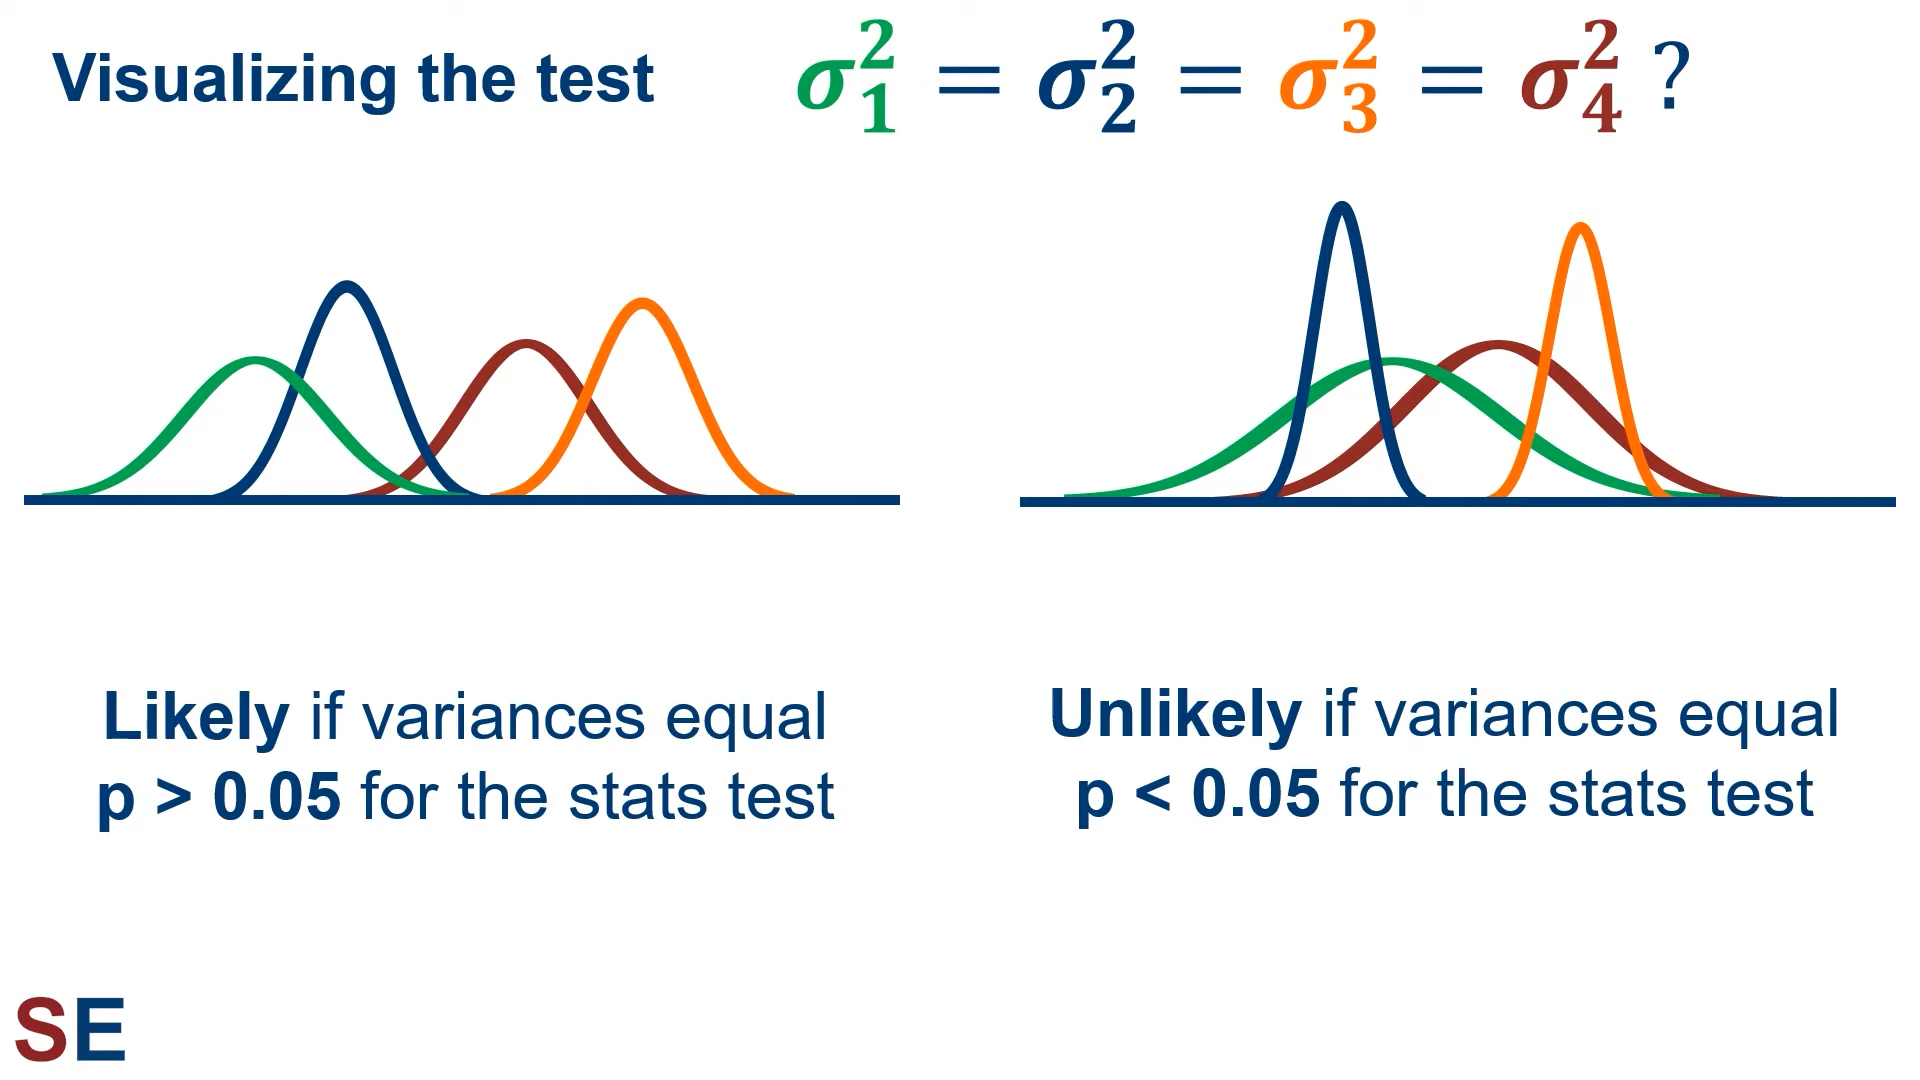 Visualizing the test
σ₁² = σ₂² = σ₃² = σ₄² ?
Likely if variances equal
p > 0.05 for the stats test
Unlikely if variances equal
p < 0.05 for the stats test
SE